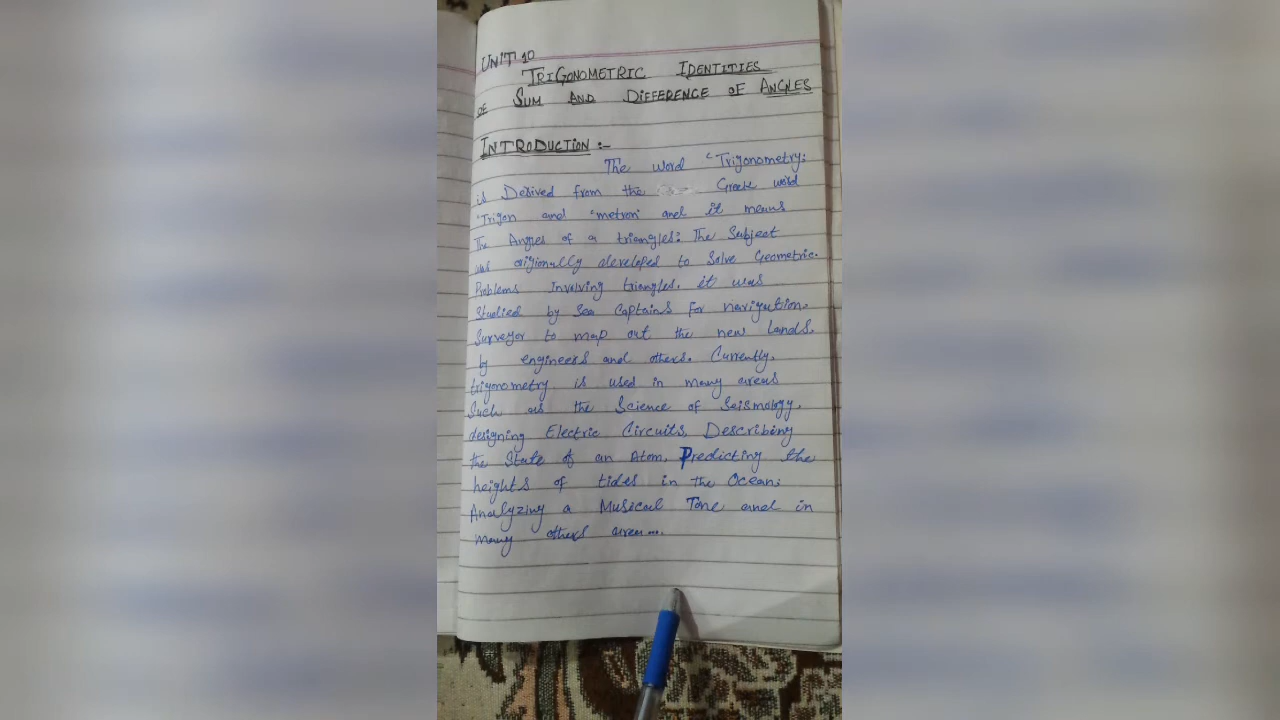 UNIT 10
TRIGONOMETRIC IDENTITIES
OF SUM AND DIFFERENCE OF ANGLES
INTRODUCTION :-
The word "Trigonometry:
is Derived from the Greek word
'Trigon and 'metron' and it means
The Angles of a triangles: The Subject
was origionally developed to Solve Geometric.
Problems Involving triangles. it was
Studied by Sea Captains for navigation.
Surveyor to map out the new Lands.
by engineers and others. Currently,
trigonometry is used in many areas
Such as the Science of Seismology.
designing Electric Circuits, Describing
the State of an Atom, Predicting the
heights of tides in the Ocean;
Analyzing a Musical Tone and in
many others area....